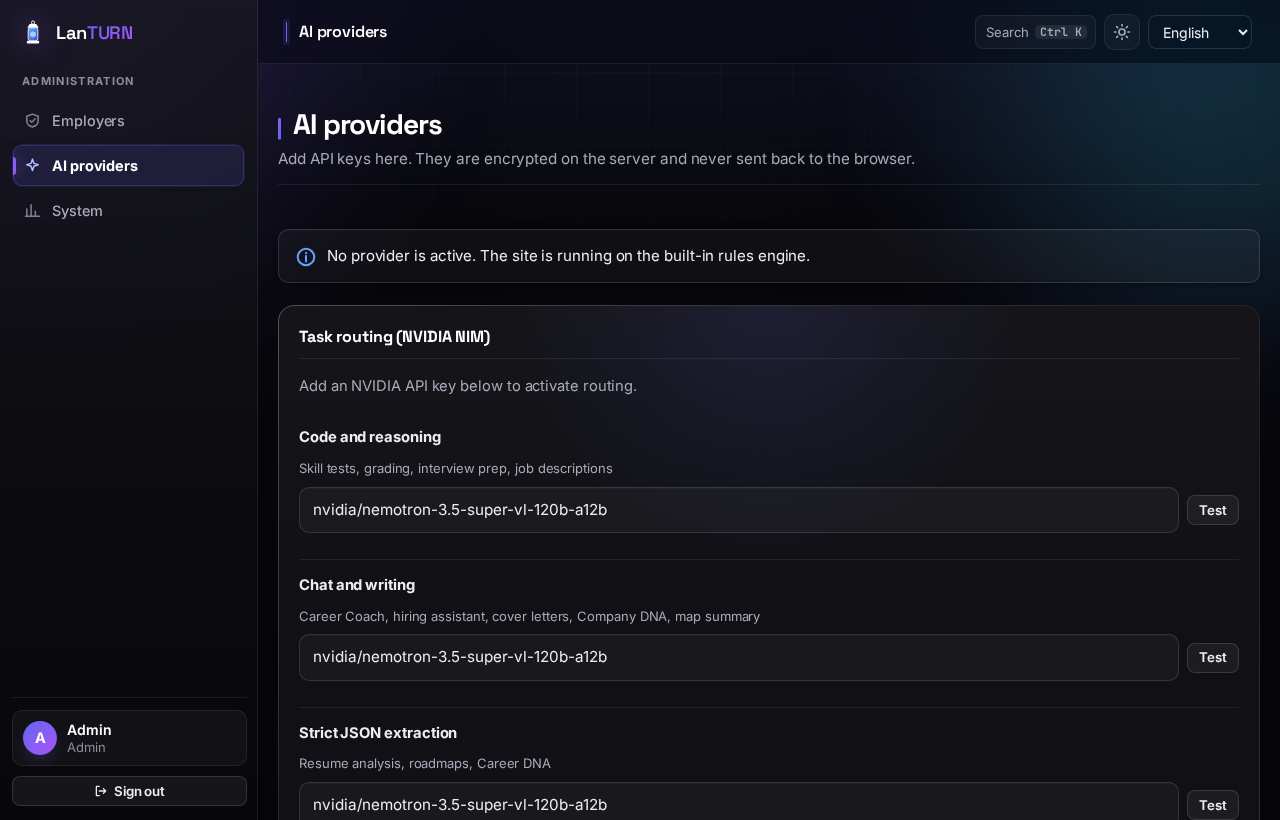 LanTURN
ADMINISTRATION
Employers
AI providers
System
A
Admin
Admin
Sign out
AI providers
Search Ctrl K
English
AI providers
Add API keys here. They are encrypted on the server and never sent back to the browser.
No provider is active. The site is running on the built-in rules engine.
Task routing (NVIDIA NIM)
Add an NVIDIA API key below to activate routing.
Code and reasoning
Skill tests, grading, interview prep, job descriptions
nvidia/nemotron-3.5-super-vl-120b-a12b
Test
Chat and writing
Career Coach, hiring assistant, cover letters, Company DNA, map summary
nvidia/nemotron-3.5-super-vl-120b-a12b
Test
Strict JSON extraction
Resume analysis, roadmaps, Career DNA
nvidia/nemotron-3.5-super-vl-120b-a12b
Test